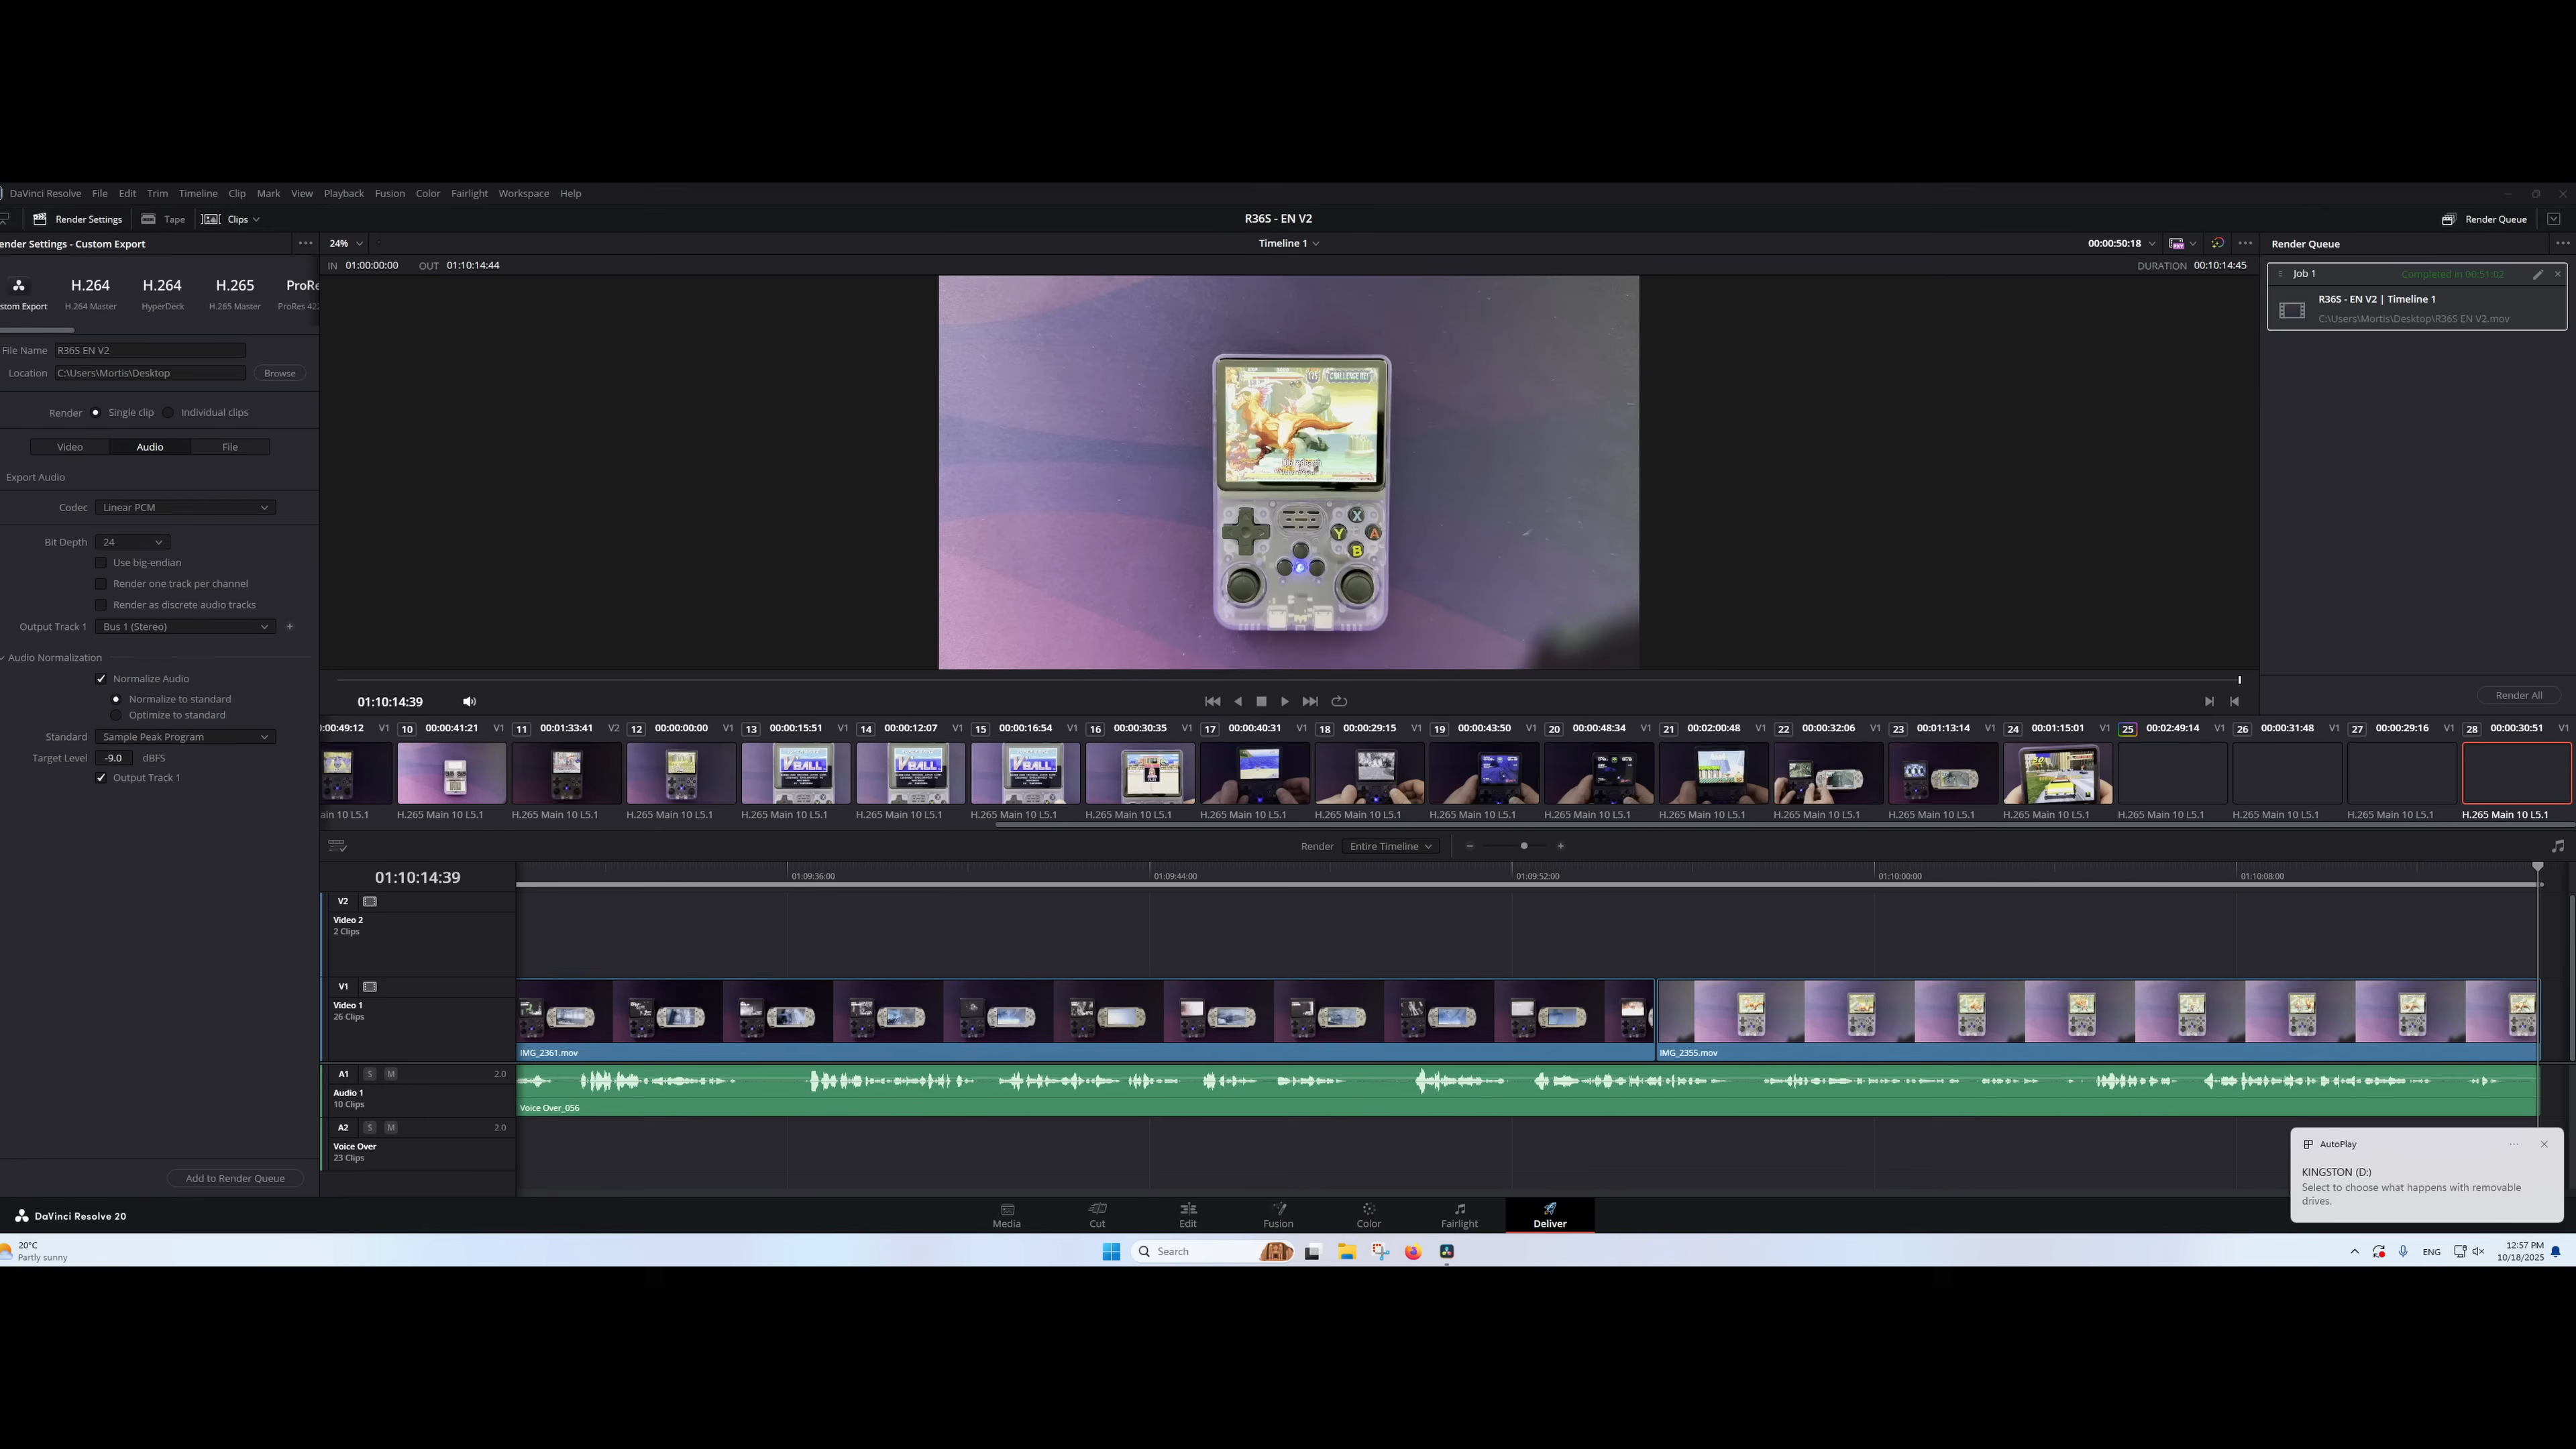 DaVinci Resolve File Edit Trim Timeline Clip Mark View Playback Fusion Color Fairlight Workspace Help
Render Settings Tape Clips
R36S - EN V2
Render Queue
ender Settings - Custom Export
24%
Timeline 1
00:00:50:18
Render Queue
IN 01:00:00:00 OUT 01:10:14:44
DURATION 00:10:14:45
H.264 H.264 H.265 ProRe
stom Export H.264 Master HyperDeck H.265 Master ProRes 422
Job 1 Completed in 00:51:02
R36S - EN V2 | Timeline 1
C:\Users\Mortis\Desktop\R36S EN V2.mov
File Name R36S EN V2
Location C:\Users\Mortis\Desktop Browse
Render Single clip Individual clips
Video Audio File
Export Audio
Codec Linear PCM
Bit Depth 24
Use big-endian
Render one track per channel
Render as discrete audio tracks
Output Track 1 Bus 1 (Stereo)
Audio Normalization
Normalize Audio
Normalize to standard
Optimize to standard
Standard Sample Peak Program
Target Level -9.0 dBFS
Output Track 1
Add to Render Queue
X
Y A
B
01:10:14:39
Render All
:00:49:12 V1 10 00:00:41:21 V1 11 00:01:33:41 V2 12 00:00:00:00 V1 13 00:00:15:51 V1 14 00:00:12:07 V1 15 00:00:16:54 V1 16 00:00:30:35 V1 17 00:00:40:31 V1 18 00:00:29:15 V1 19 00:00:43:50 V1 20 00:00:48:34 V1 21 00:02:00:48 V1 22 00:00:32:06 V1 23 00:01:13:14 V1 24 00:01:15:01 V1 25 00:02:49:14 V1 26 00:00:31:48 V1 27 00:00:29:16 V1 28 00:00:30:51 V1
V'BALL V'BALL V'BALL
ain 10 L5.1 H.265 Main 10 L5.1 H.265 Main 10 L5.1 H.265 Main 10 L5.1 H.265 Main 10 L5.1 H.265 Main 10 L5.1 H.265 Main 10 L5.1 H.265 Main 10 L5.1 H.265 Main 10 L5.1 H.265 Main 10 L5.1 H.265 Main 10 L5.1 H.265 Main 10 L5.1 H.265 Main 10 L5.1 H.265 Main 10 L5.1 H.265 Main 10 L5.1 H.265 Main 10 L5.1 H.265 Main 10 L5.1 H.265 Main 10 L5.1 H.265 Main 10 L5.1 H.265 Main 10 L5.1
Render Entire Timeline
01:10:14:39
01:09:36:00 01:09:44:00 01:09:52:00 01:10:00:00 01:10:08:00
V2
Video 2
2 Clips
V1
Video 1
26 Clips
IMG_2361.mov IMG_2355.mov
A1 S M 2.0
Audio 1
10 Clips
Voice Over_056
A2 S M 2.0
Voice Over
23 Clips
AutoPlay
KINGSTON (D:)
Select to choose what happens with removable
drives.
DaVinci Resolve 20
Media Cut Edit Fusion Color Fairlight Deliver
20°C
Partly sunny
Search
ENG
12:57 PM
10/18/2025